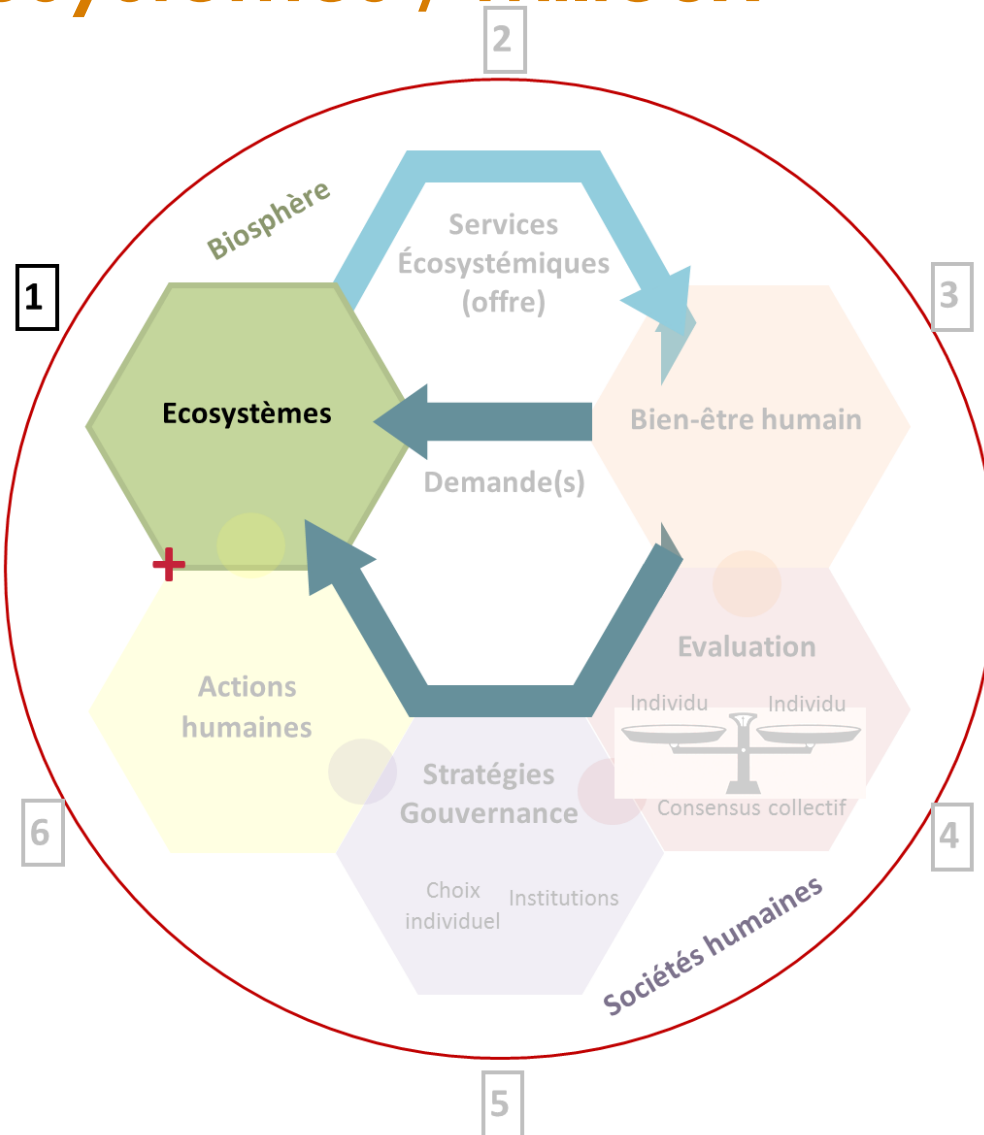 2
Biosphère
1
Services
Écosystémiques
(offre)
3
Ecosystèmes
Bien-être humain
Demande(s)
Actions
humaines
Evaluation
Individu
Individu
Consensus collectif
Stratégies
Gouvernance
6
4
Choix
individuel
Institutions
Sociétés humaines
5